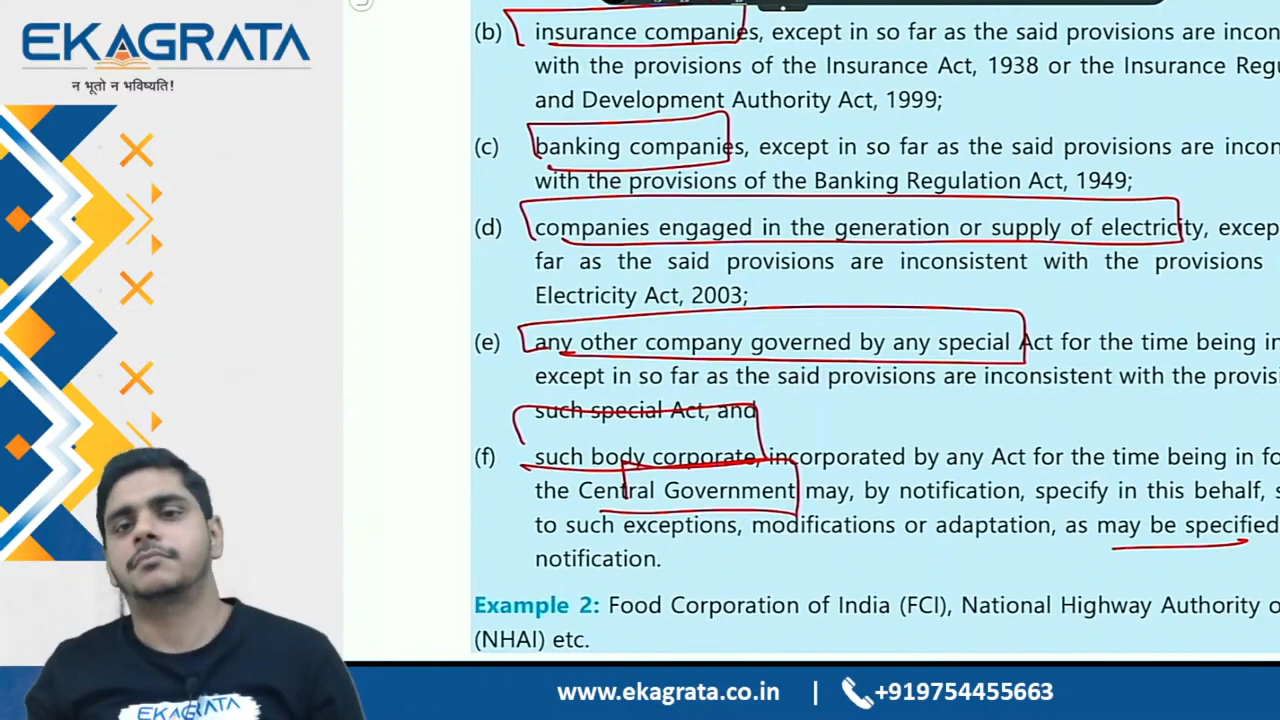 EKAGRATA
न भूतो न भविष्यति!
(b) insurance companies, except in so far as the said provisions are
with the provisions of the Insurance Act, 1938 or the Insurance
and Development Authority Act, 1999;
(c) banking companies, except in so far as the said provisions are
with the provisions of the Banking Regulation Act, 1949;
(d) companies engaged in the generation or supply of electricity,
far as the said provisions are inconsistent with the provisions
Electricity Act, 2003;
(e) any other company governed by any special Act for the time being in
except in so far as the said provisions are inconsistent with the
such special Act, and
(f) such body corporate, incorporated by any Act for the time being in
the Central Government may, by notification, specify in this behalf,
to such exceptions, modifications or adaptation, as may be specified
notification.
Example 2: Food Corporation of India (FCI), National Highway Authority
(NHAI) etc.
EKAGRATA
www.ekagrata.co.in | +919754455663